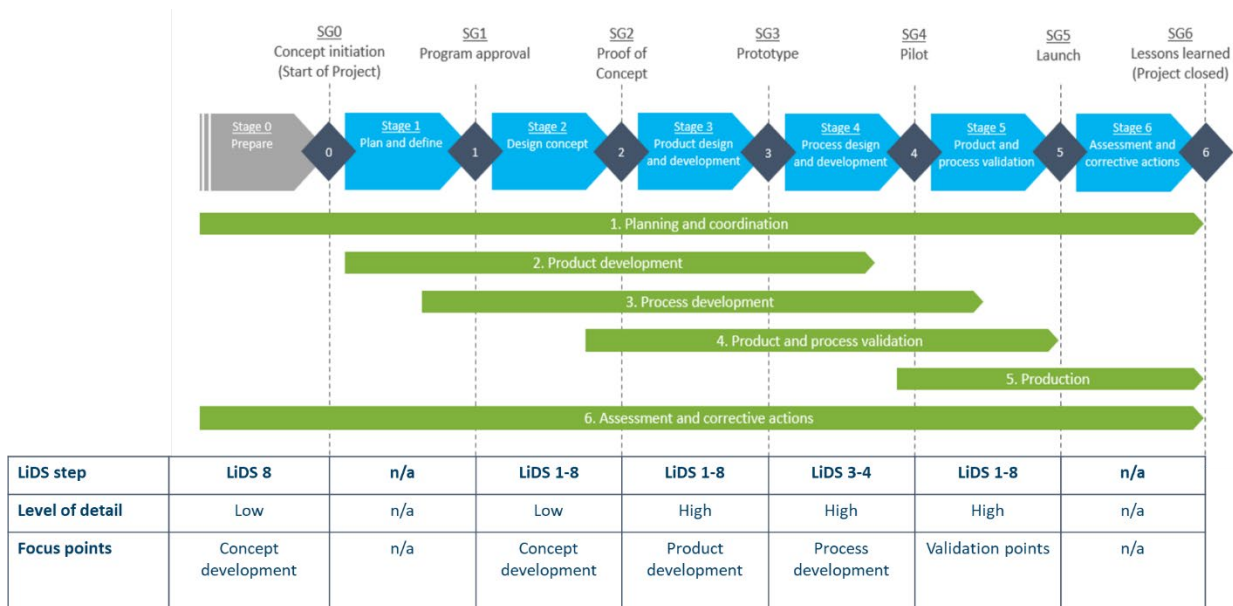 SG0
Concept initiation
(Start of Project)
SG1
Program approval
SG2
Proof of
Concept
SG3
Prototype
SG4
Pilot
SG5
Launch
SG6
Lessons learned
(Project closed)
Stage 0
Prepare
0
Stage 1
Plan and define
1
Stage 2
Design concept
2
Stage 3
Product design
and development
3
Stage 4
Process design
and development
4
Stage 5
Product and
process validation
5
Stage 6
Assessment and
corrective actions
6
1. Planning and coordination
2. Product development
3. Process development
4. Product and process validation
5. Production
6. Assessment and corrective actions
LiDS step
LiDS 8
n/a
LiDS 1-8
LiDS 1-8
LiDS 3-4
LiDS 1-8
n/a
Level of detail
Low
n/a
Low
High
High
High
n/a
Focus points
Concept
development
n/a
Concept
development
Product
development
Process
development
Validation points
n/a